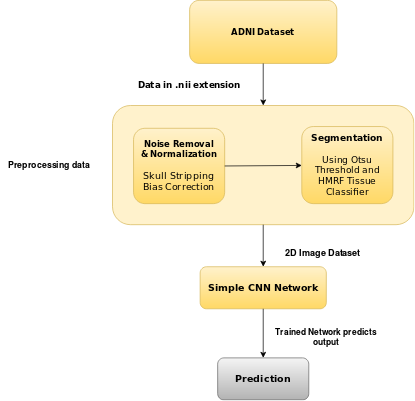 ADNI Dataset
Data in .nii extension
Preprocessing data
Noise Removal
& Normalization
Skull Stripping
Bias Correction
Segmentation
Using Otsu
Threshold and
HMRF Tissue
Classifier
2D Image Dataset
Simple CNN Network
Trained Network predicts
output
Prediction